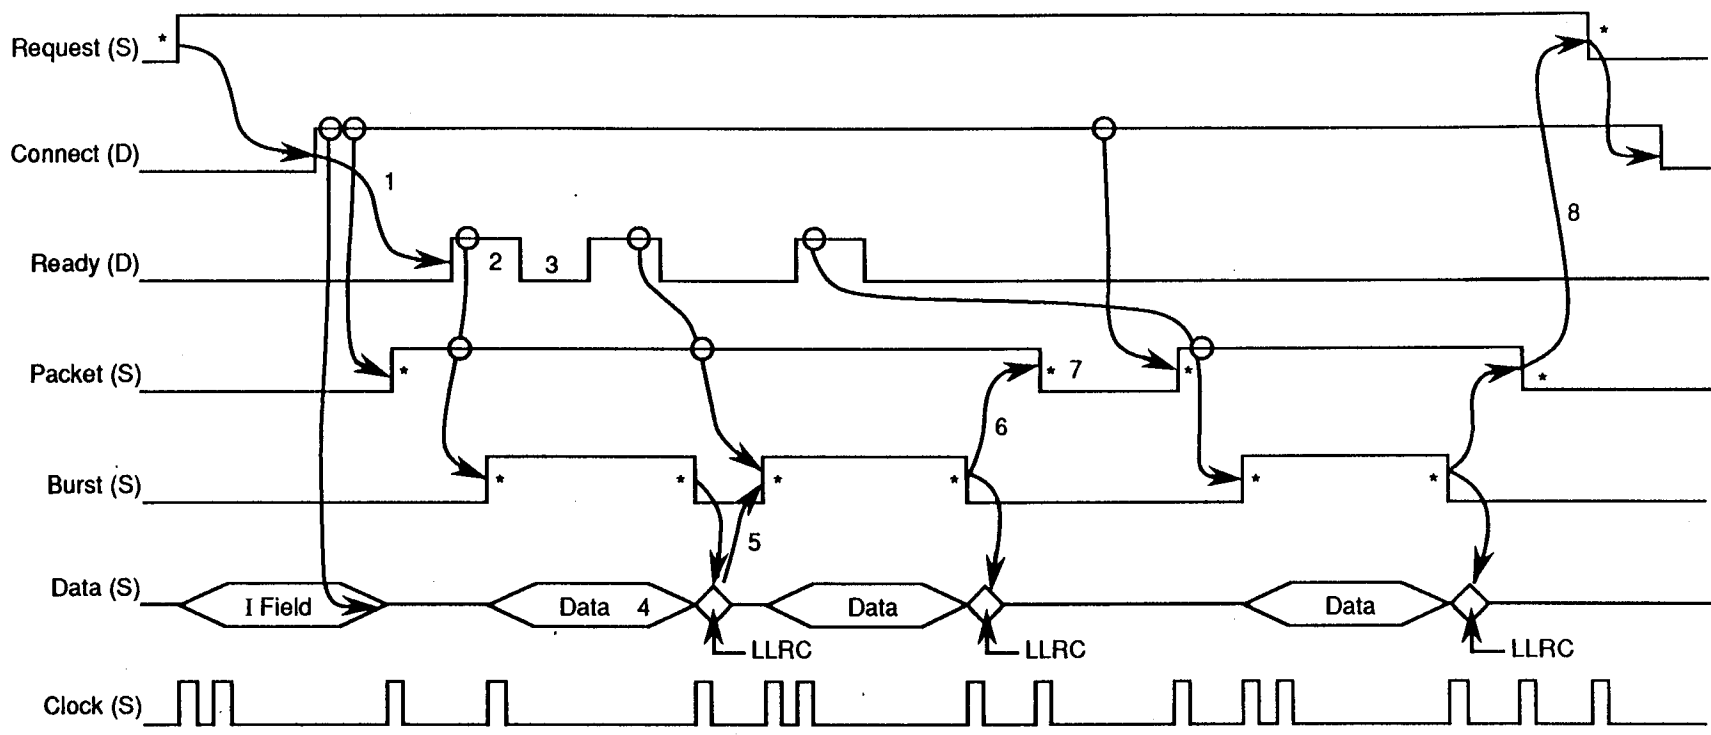 Request (S) * *
Connect (D)
1
8
Ready (D) 2 3
Packet (S) * * 7 * *
6
Burst (S) * * * * * *
5
Data (S) I Field Data 4 Data Data
LLRC LLRC LLRC
Clock (S)